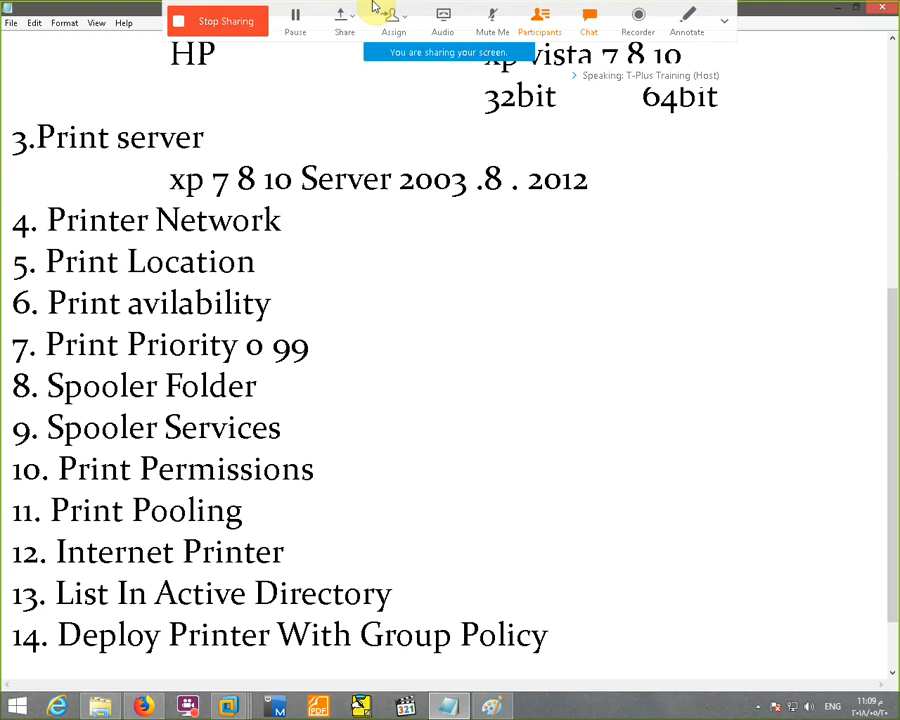 Stop Sharing
Pause
Share
Assign
Audio
Mute Me
Participants
Chat
Recorder
Annotate
File Edit Format View Help
You are sharing your screen.
Speaking: T-Plus Training (Host)
HP xp vista 7 8 10
32bit 64bit
3.Print server
xp 7 8 10 Server 2003 .8 . 2012
4. Printer Network
5. Print Location
6. Print avilability
7. Print Priority 0 99
8. Spooler Folder
9. Spooler Services
10. Print Permissions
11. Print Pooling
12. Internet Printer
13. List In Active Directory
14. Deploy Printer With Group Policy
M
PDF
321
ENG
11:09 م